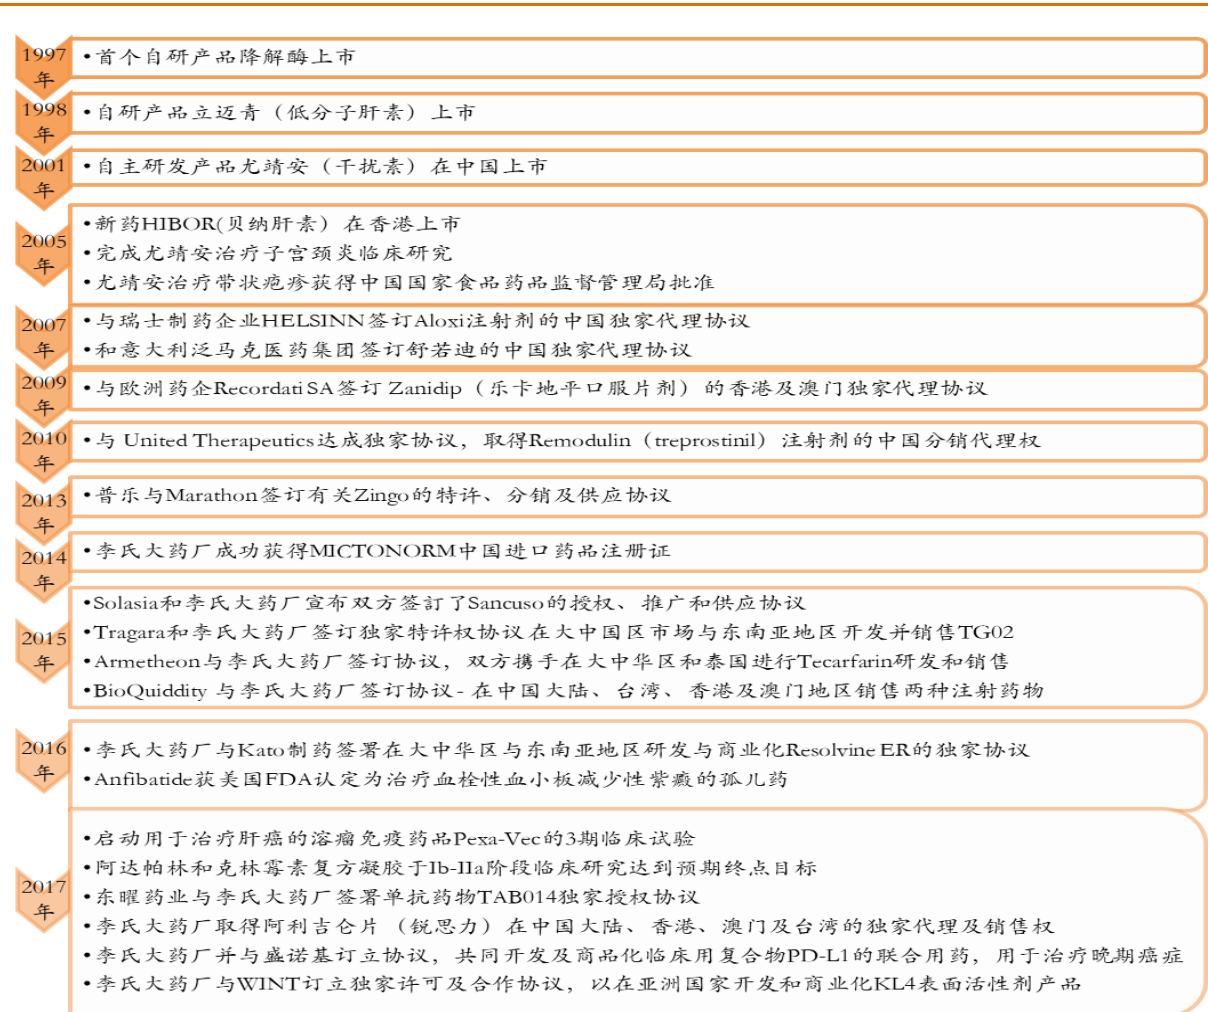 1997年
•首个自研产品降解酶上市
1998年
•自研产品立迈青（低分子肝素）上市
2001年
•自主研发产品尤靖安（干扰素）在中国上市
2005年
•新药HIBOR(贝纳肝素）在香港上市
•完成尤靖安治疗子宫颈炎临床研究
•尤靖安治疗带状疱疹获得中国国家食品药品监督管理局批准
2007年
•与瑞士制药企业HELSINN签订Aloxi注射剂的中国独家代理协议
•和意大利泛马克医药集团签订舒若迪的中国独家代理协议
2009年
•与欧洲药企Recordati SA签订 Zanidip（乐卡地平口服片剂）的香港及澳门独家代理协议
2010年
•与 United Therapeutics达成独家协议，取得Remodulin（treprostinil）注射剂的中国分销代理权
2013年
•普乐与Marathon签订有关Zingo的特许、分销及供应协议
2014年
•李氏大药厂成功获得MICTONORM中国进口药品注册证
2015年
•Solasia和李氏大药厂宣布双方签訂了Sancuso的授权、推广和供应协议
•Tragara和李氏大药厂签订独家特许权协议在大中国区市场与东南亚地区开发并销售TG02
•Armetheon与李氏大药厂签订协议，双方携手在大中华区和泰国进行Tecarfarin研发和销售
•BioQuiddity 与李氏大药厂签订协议- 在中国大陆、台湾、香港及澳门地区销售两种注射药物
2016年
•李氏大药厂与Kato制药签署在大中华区与东南亚地区研发与商业化Resolvine ER的独家协议
•Anfibatide获美国FDA认定为治疗血栓性血小板减少性紫癜的孤儿药
2017年
•启动用于治疗肝癌的溶瘤免疫药品Pexa-Vec的3期临床试验
•阿达帕林和克林霉素复方凝胶于Ib-IIa阶段临床研究达到预期终点目标
•东曜药业与李氏大药厂签署单抗药物TAB014独家授权协议
•李氏大药厂取得阿利吉仑片 （锐思力）在中国大陆、香港、澳门及台湾的独家代理及销售权
•李氏大药厂并与盛诺基订立协议，共同开发及商品化临床用复合物PD-L1的联合用药，用于治疗晚期癌症
•李氏大药厂与WINT订立独家许可及合作协议，以在亚洲国家开发和商业化KL4表面活性剂产品